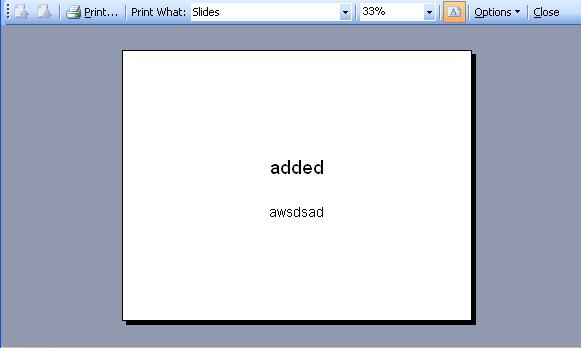 Print... Print What: Slides 33% A Options Close
added
awsdsad